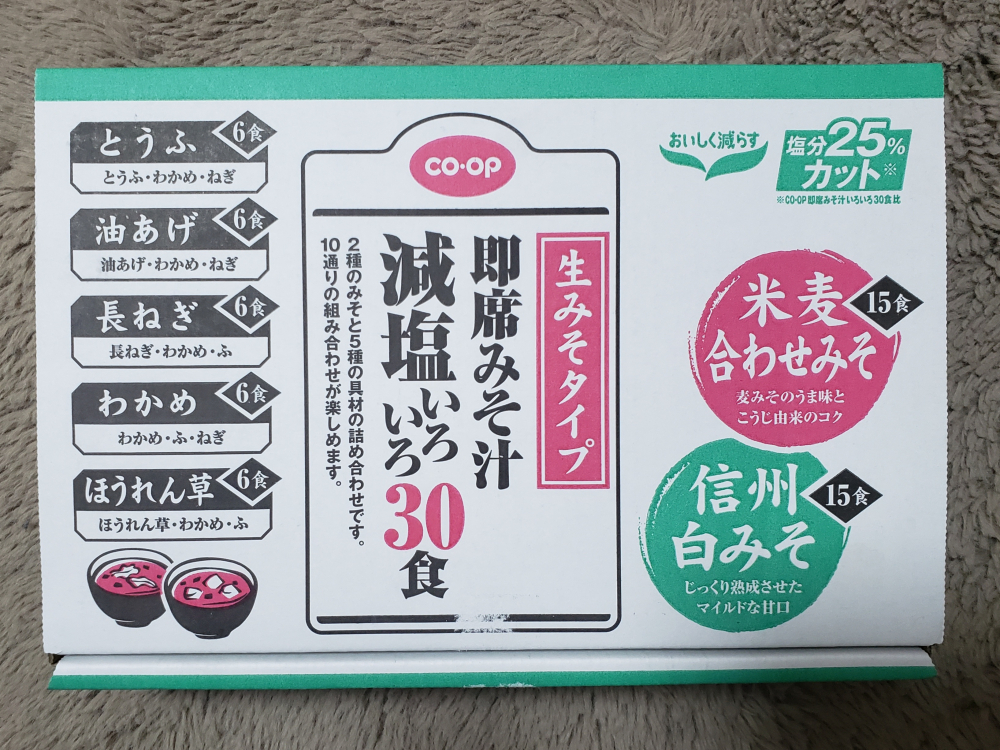 とうふ
6食
とうふ・わかめ・ねぎ
油あげ
6食
油あげ・わかめ・ねぎ
長ねぎ
6食
長ねぎ・わかめ・ふ
わかめ
6食
わかめ・ふ・ねぎ
ほうれん草
6食
ほうれん草・わかめ・ふ
CO・OP
生みそタイプ
即席みそ汁
減塩いろいろ30食
2種のみそと5種の具材の詰め合わせです。
10通りの組み合わせが楽しめます。
おいしく減らす
塩分25%
カット※
※CO・OP即席みそ汁いろいろ30食比
米麦
合わせみそ
15食
麦みそのうま味と
こうじ由来のコク
信州
白みそ
15食
じっくり熟成させた
マイルドな甘口